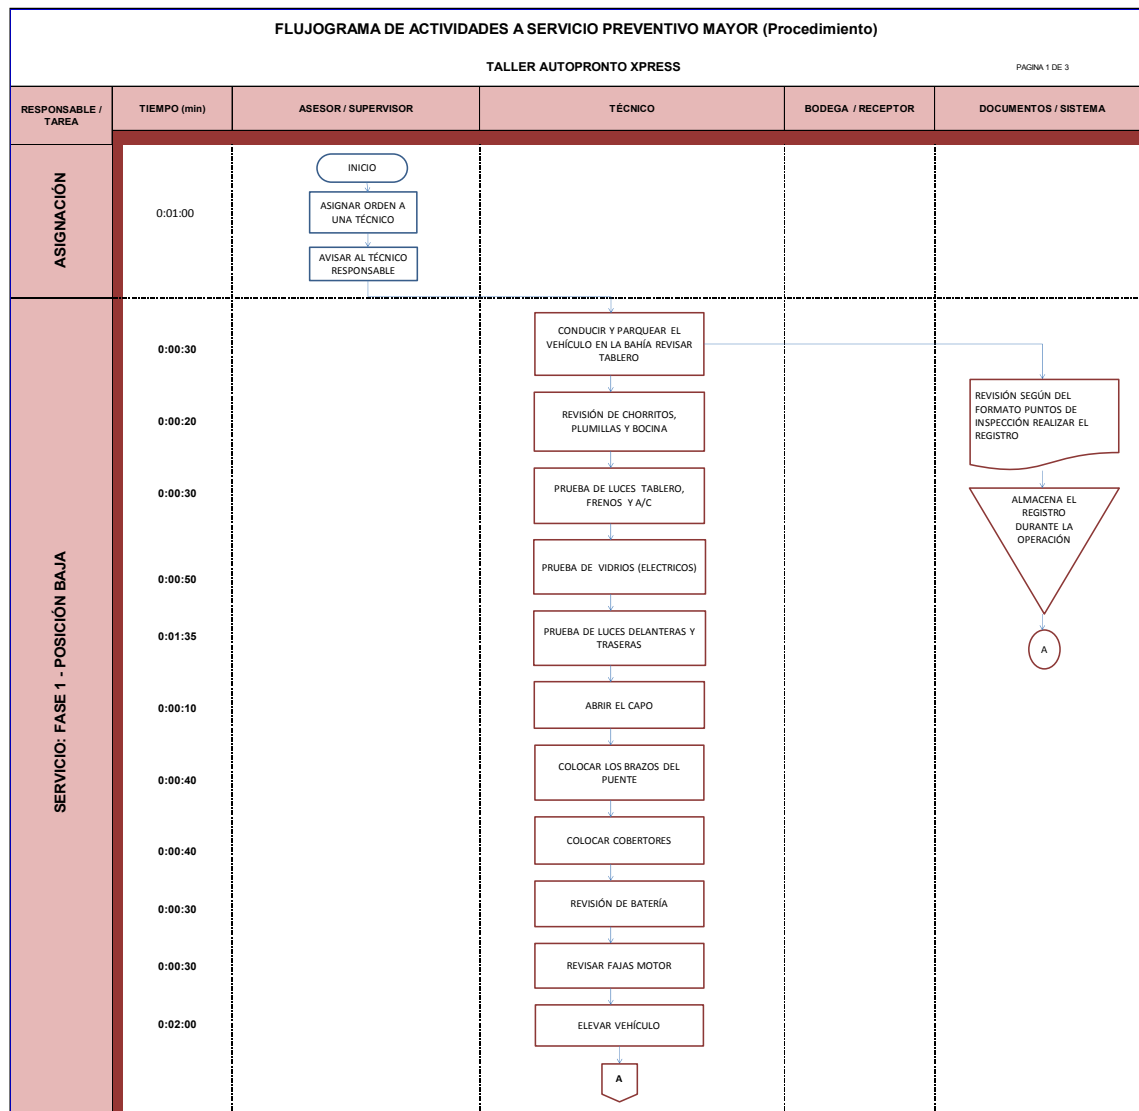 FLUJOGRAMA DE ACTIVIDADES A SERVICIO PREVENTIVO MAYOR (Procedimiento)
TALLER AUTOPRONTO XPRESS
PAGINA 1 DE 3
RESPONSABLE /
TAREA
TIEMPO (min)
ASESOR / SUPERVISOR
TÉCNICO
BODEGA / RECEPTOR
DOCUMENTOS / SISTEMA
ASIGNACIÓN
0:01:00
INICIO
ASIGNAR ORDEN A
UNA TÉCNICO
AVISAR AL TÉCNICO
RESPONSABLE
SERVICIO: FASE 1 - POSICIÓN BAJA
0:00:30
CONDUCIR Y PARQUEAR EL
VEHÍCULO EN LA BAHÍA REVISAR
TABLERO
REVISIÓN SEGÚN DEL
FORMATO PUNTOS DE
INSPECCIÓN REALIZAR EL
REGISTRO
0:00:20
REVISIÓN DE CHORRITOS,
PLUMILLAS Y BOCINA
0:00:30
PRUEBA DE LUCES TABLERO,
FRENOS Y A/C
ALMACENA EL
REGISTRO
DURANTE LA
OPERACIÓN
0:00:50
PRUEBA DE VIDRIOS (ELECTRICOS)
0:01:35
PRUEBA DE LUCES DELANTERAS Y
TRASERAS
A
0:00:10
ABRIR EL CAPO
0:00:40
COLOCAR LOS BRAZOS DEL
PUENTE
0:00:40
COLOCAR COBERTORES
0:00:30
REVISIÓN DE BATERÍA
0:00:30
REVISAR FAJAS MOTOR
0:02:00
ELEVAR VEHÍCULO
A